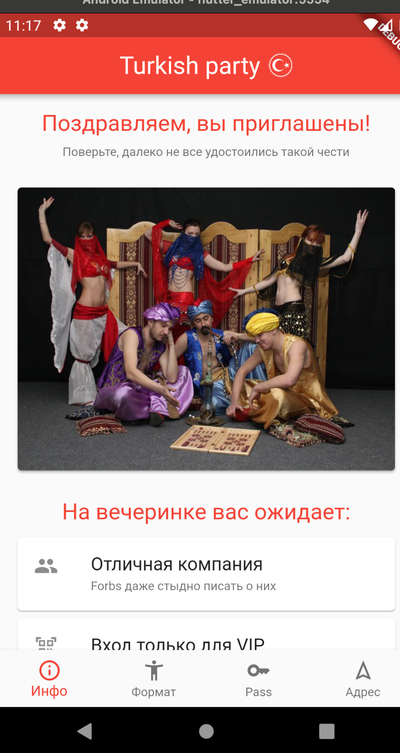 Android Emulator - flutter_emulator:5554
11:17
DEBUG
Turkish party
Поздравляем, вы приглашены!
Поверьте, далеко не все удостоились такой чести
На вечеринке вас ожидает:
Отличная компания
Forbs даже стыдно писать о них
Вход только для VIP
Инфо
Формат
Pass
Адрес